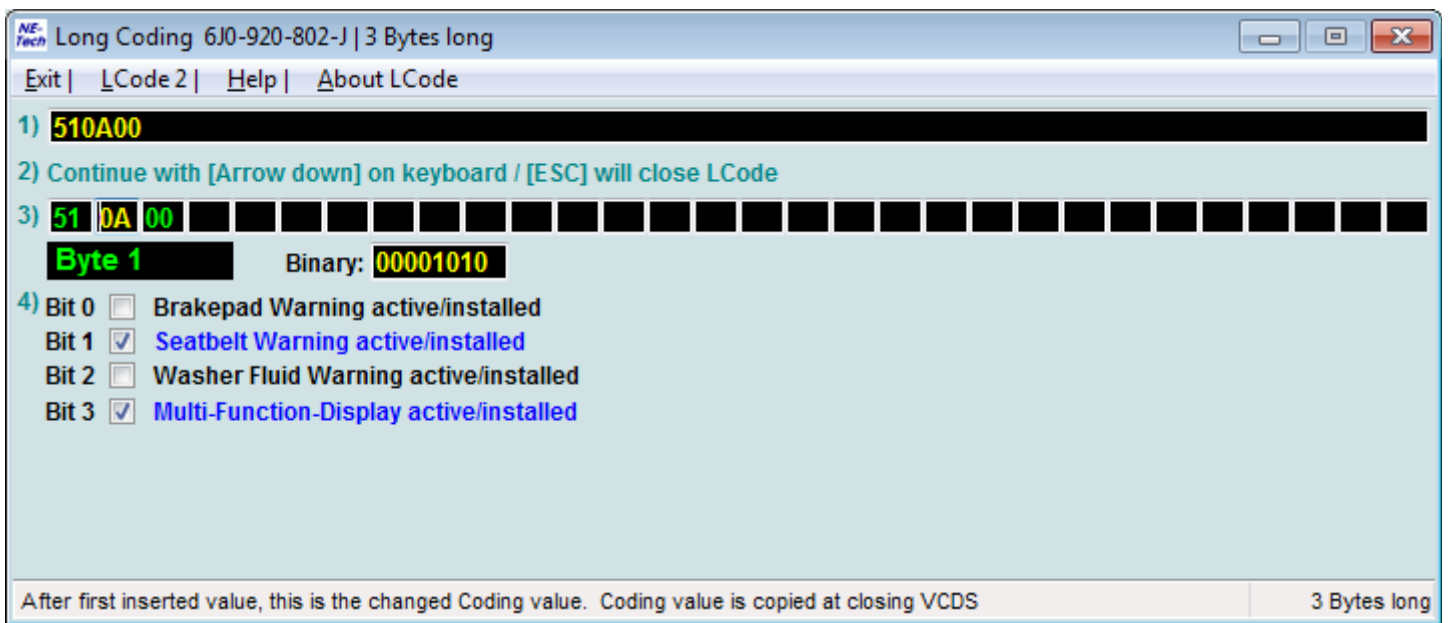 NE-Tech Long Coding 6J0-920-802-J | 3 Bytes long
Exit | LCode 2 | Help | About LCode
1) 510A00
2) Continue with [Arrow down] on keyboard / [ESC] will close LCode
3) 51 0A 00
Byte 1 Binary: 00001010
4) Bit 0 Brakepad Warning active/installed
Bit 1 Seatbelt Warning active/installed
Bit 2 Washer Fluid Warning active/installed
Bit 3 Multi-Function-Display active/installed
After first inserted value, this is the changed Coding value. Coding value is copied at closing VCDS 3 Bytes long